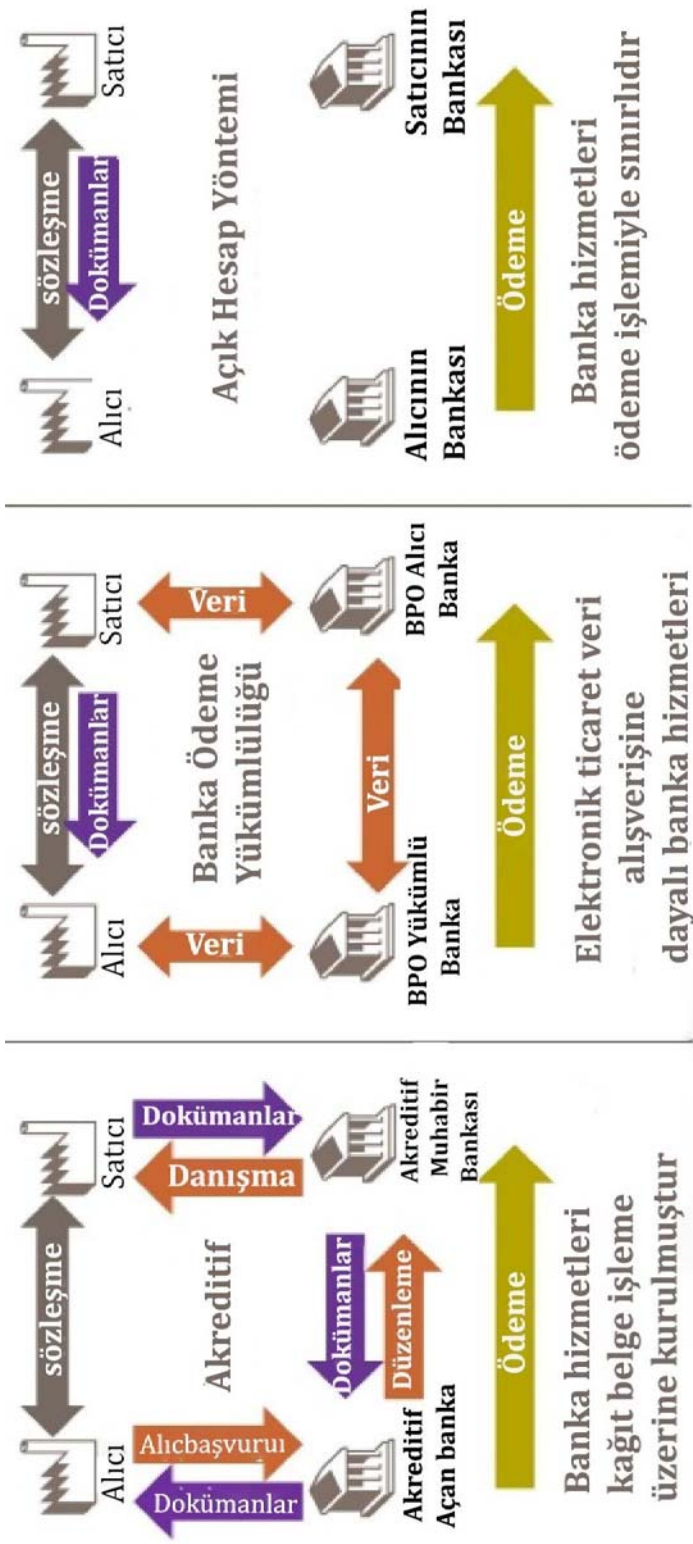 sözleşme
Alıcı
Satıcı
Alıcbaşvuruı
Dokümanlar
Akreditif
Danışma
Dokümanlar
Dokümanlar
Düzenleme
Akreditif
Açan banka
Akreditif
Muhabir
Bankası
Ödeme
Banka hizmetleri
kağıt belge işleme
üzerine kurulmuştur
sözleşme
Dokümanlar
Alıcı
Satıcı
Veri
Banka Ödeme
Yükümlülüğü
Veri
Veri
BPO Yükümlü
Banka
BPO Alıcı
Banka
Ödeme
Elektronik ticaret veri
alışverişine
dayalı banka hizmetleri
sözleşme
Dokümanlar
Alıcı
Satıcı
Açık Hesap Yöntemi
Alıcının
Bankası
Satıcının
Bankası
Ödeme
Banka hizmetleri
ödeme işlemiyle sınırlıdır